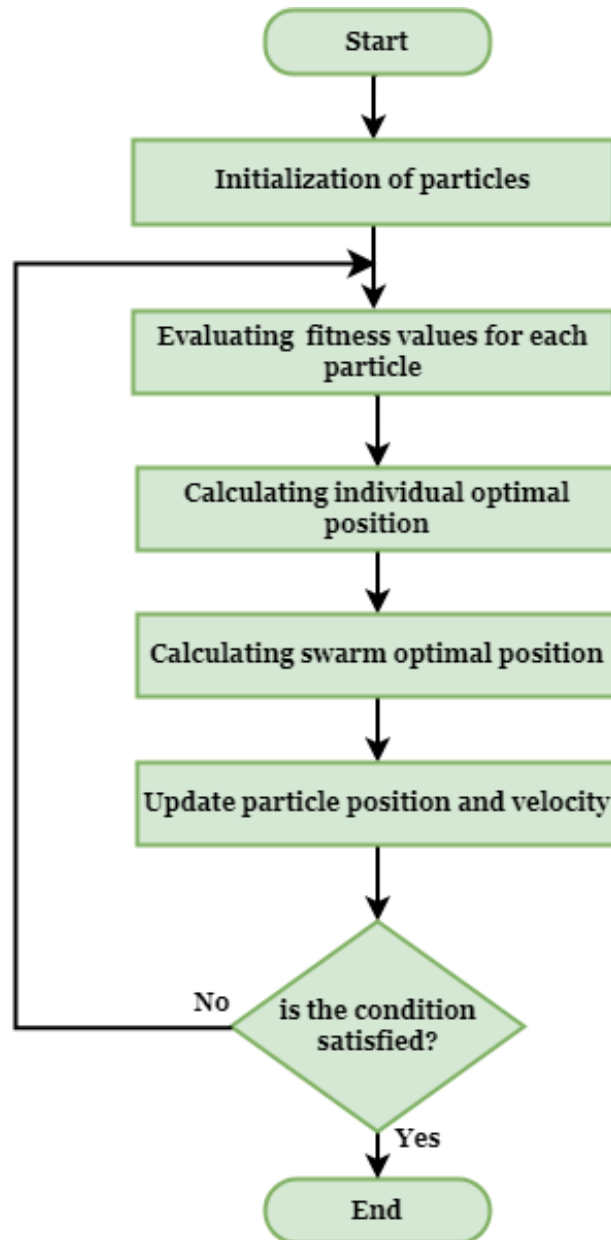 Start
Initialization of particles
Evaluating fitness values for each
particle
Calculating individual optimal
position
Calculating swarm optimal position
Update particle position and velocity
is the condition
satisfied?
No
Yes
End